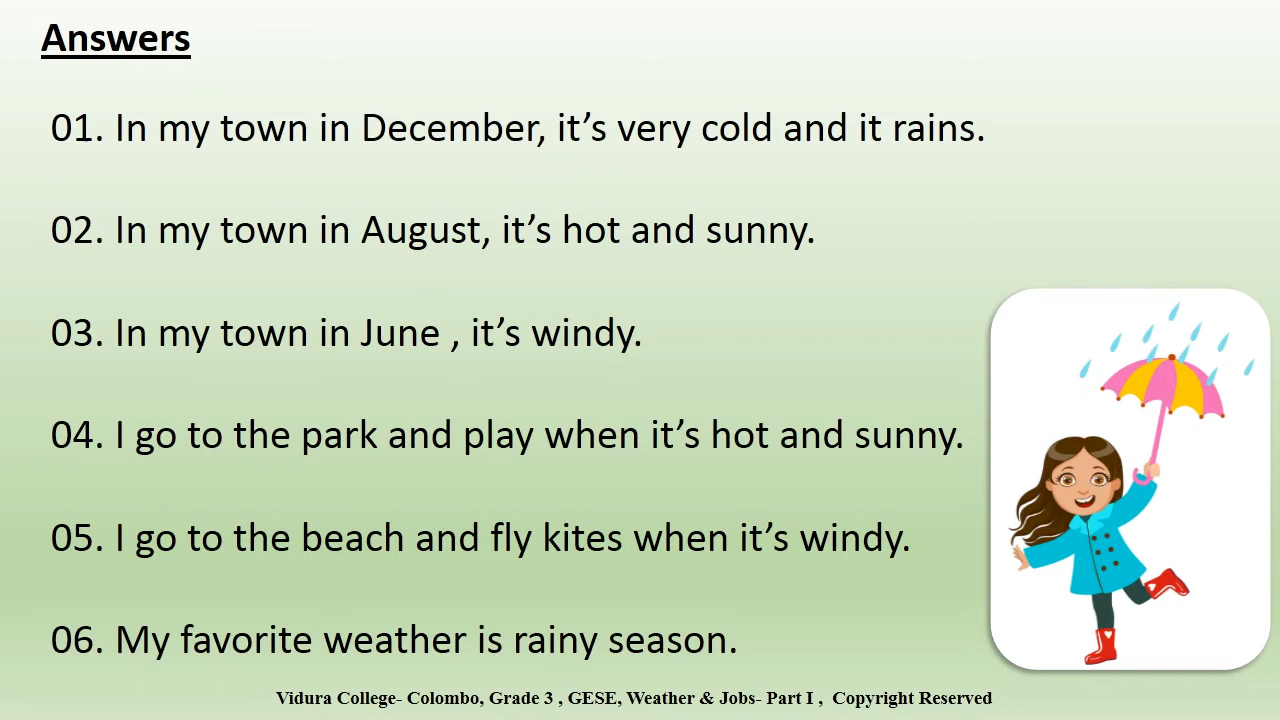 Answers
01. In my town in December, it’s very cold and it rains.
02. In my town in August, it’s hot and sunny.
03. In my town in June , it’s windy.
04. I go to the park and play when it’s hot and sunny.
05. I go to the beach and fly kites when it’s windy.
06. My favorite weather is rainy season.
Vidura College- Colombo, Grade 3 , GESE, Weather & Jobs- Part I ,  Copyright Reserved